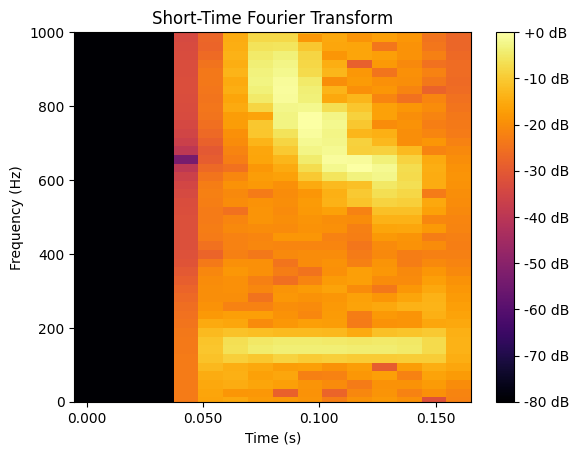 Short-Time Fourier Transform
1000
800
600
400
200
0
Frequency (Hz)
0.000
0.050
0.100
0.150
Time (s)
+0 dB
-10 dB
-20 dB
-30 dB
-40 dB
-50 dB
-60 dB
-70 dB
-80 dB